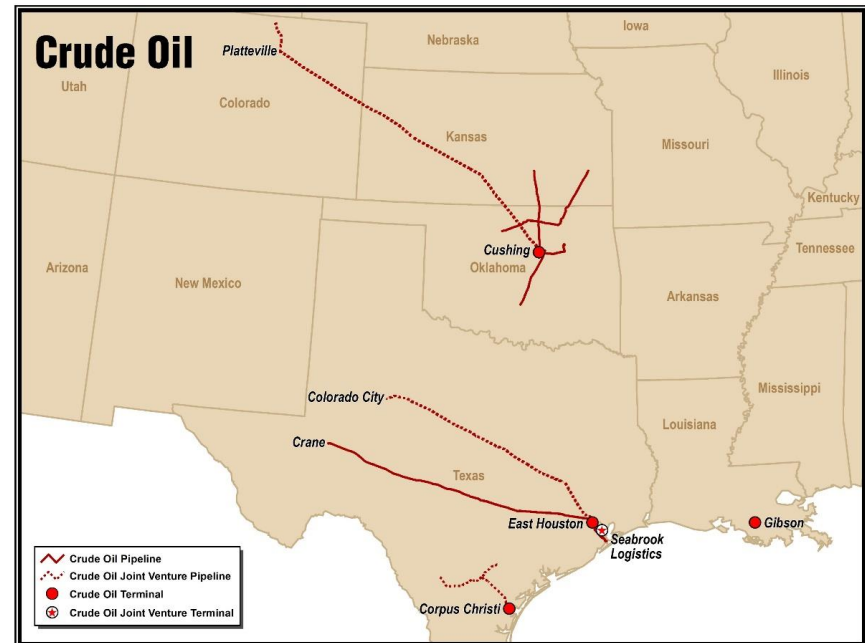 Crude Oil
Iowa
Nebraska
Platteville
Illinois
Utah
Colorado
Kansas
Missouri
Kentucky
Cushing
Tennessee
Arizona
Oklahoma
New Mexico
Arkansas
Mississippi
Colorado City
Louisiana
Crane
Texas
East Houston
Gibson
Seabrook
Logistics
Crude Oil Pipeline
Crude Oil Joint Venture Pipeline
Crude Oil Terminal
Corpus Christi
Crude Oil Joint Venture Terminal